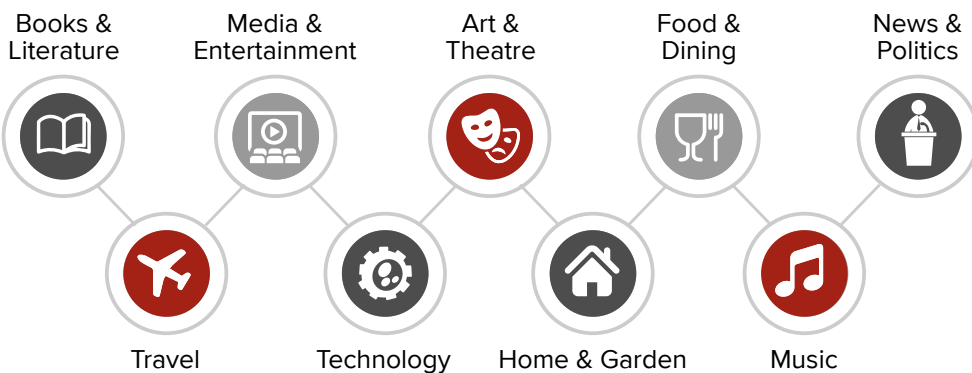 Books &
Literature
Media &
Entertainment
Art &
Theatre
Food &
Dining
News &
Politics
Travel
Technology
Home & Garden
Music